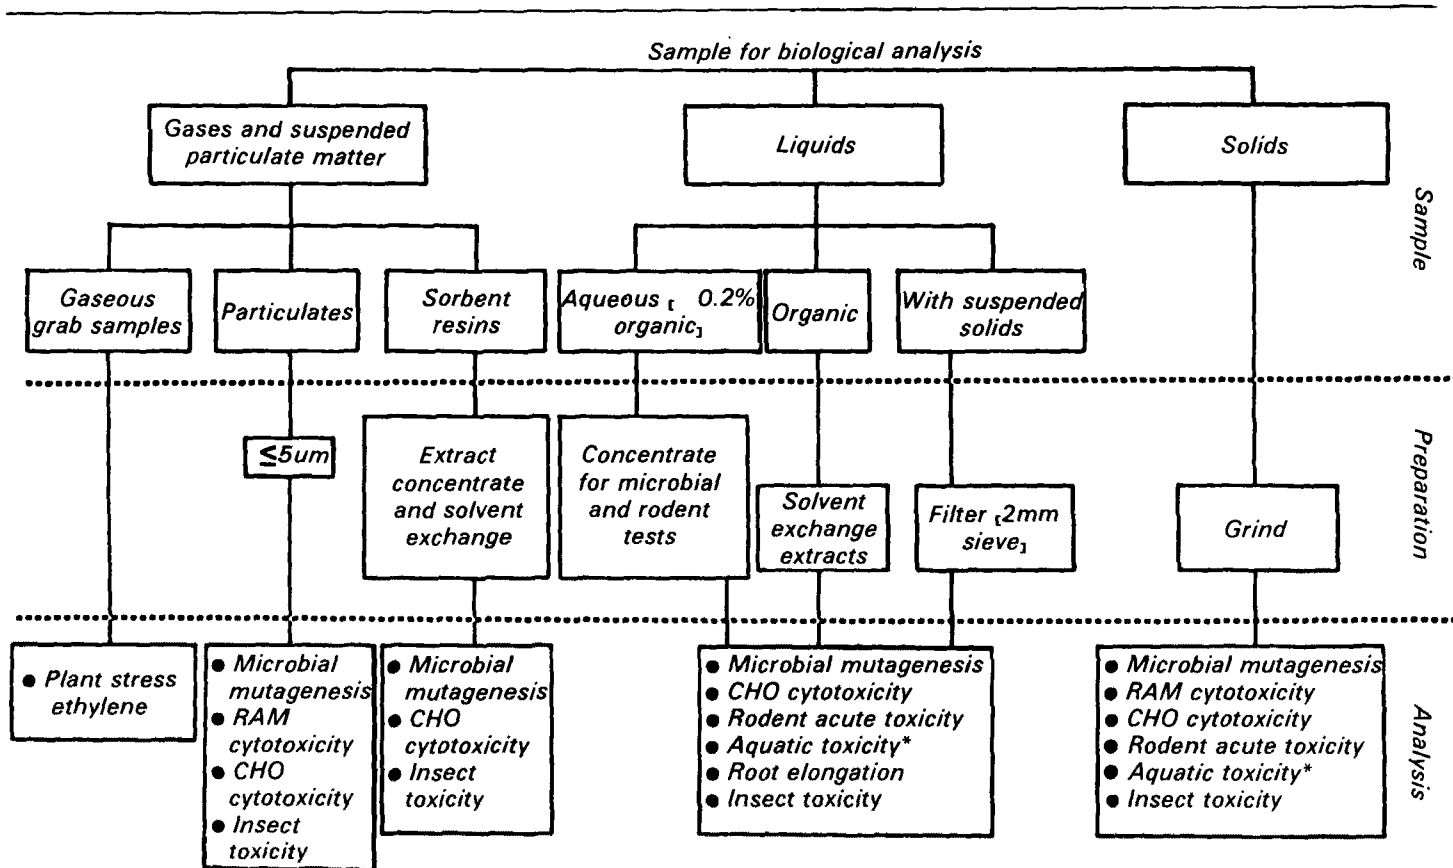 Sample for biological analysis
Gases and suspended
particulate matter
Liquids
Solids
Sample
Gaseous
grab samples
Particulates
Sorbent
resins
Aqueous [ 0.2%
organic]
Organic
With suspended
solids
Preparation
≤5um
Extract
concentrate
and solvent
exchange
Concentrate
for microbial
and rodent
tests
Solvent
exchange
extracts
Filter [2mm
sieve]
Grind
Analysis
● Plant stress
ethylene
● Microbial
mutagenesis
● RAM
cytotoxicity
● CHO
cytotoxicity
● Insect
toxicity
● Microbial
mutagenesis
● CHO
cytotoxicity
● Insect
toxicity
● Microbial mutagenesis
● CHO cytotoxicity
● Rodent acute toxicity
● Aquatic toxicity*
● Root elongation
● Insect toxicity
● Microbial mutagenesis
● RAM cytotoxicity
● CHO cytotoxicity
● Rodent acute toxicity
● Aquatic toxicity*
● Insect toxicity